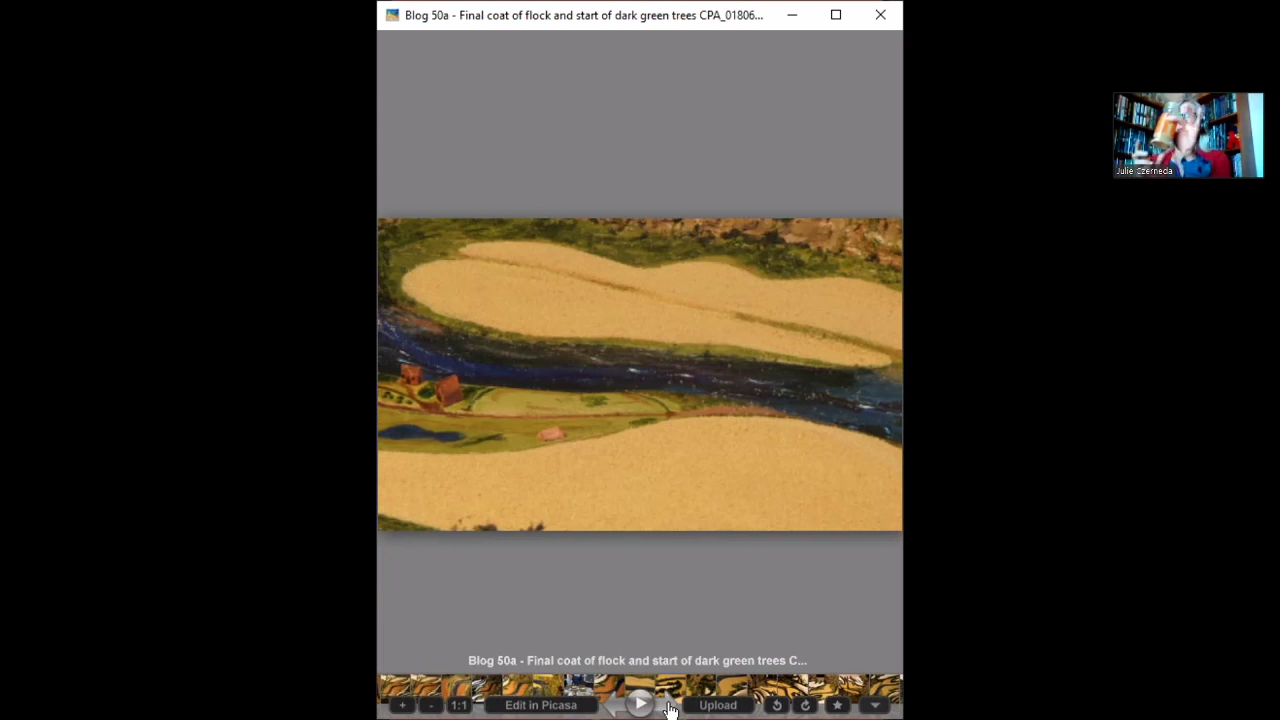 Blog 50a - Final coat of flock and start of dark green trees CPA_01806...
Julie Czerneda
Blog 50a - Final coat of flock and start of dark green trees C...
+ - 1:1 Edit in Picasa Upload